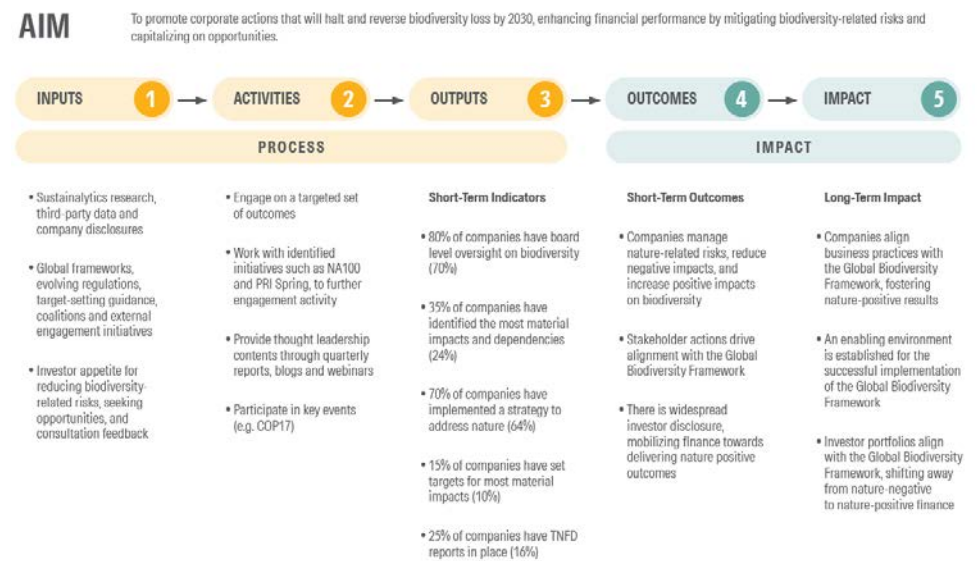 AIM
To promote corporate actions that will halt and reverse biodiversity loss by 2030, enhancing financial performance by mitigating biodiversity-related risks and
capitalizing on opportunities.
INPUTS 1
ACTIVITIES 2
OUTPUTS 3
OUTCOMES 4
IMPACT 5
PROCESS
IMPACT
• Sustainalytics research,
third-party data and
company disclosures
• Global frameworks,
evolving regulations,
target-setting guidance,
coalitions and external
engagement initiatives
• Investor appetite for
reducing biodiversity-
related risks, seeking
opportunities, and
consultation feedback
• Engage on a targeted set
of outcomes
• Work with identified
initiatives such as NA100
and PRI Spring, to further
engagement activity
• Provide thought leadership
contents through quarterly
reports, blogs and webinars
• Participate in key events
(e.g. COP17)
Short-Term Indicators
• 80% of companies have board
level oversight on biodiversity
(70%)
• 35% of companies have
identified the most material
impacts and dependencies
(24%)
• 70% of companies have
implemented a strategy to
address nature (64%)
• 15% of companies have set
targets for most material
impacts (10%)
• 25% of companies have TNFD
reports in place (16%)
Short-Term Outcomes
• Companies manage
nature-related risks, reduce
negative impacts, and
increase positive impacts
on biodiversity
• Stakeholder actions drive
alignment with the Global
Biodiversity Framework
• There is widespread
investor disclosure,
mobilizing finance towards
delivering nature positive
outcomes
Long-Term Impact
• Companies align
business practices with
the Global Biodiversity
Framework, fostering
nature-positive results
• An enabling environment
is established for the
successful implementation
of the Global Biodiversity
Framework
• Investor portfolios align
with the Global Biodiversity
Framework, shifting away
from nature-negative
to nature-positive finance